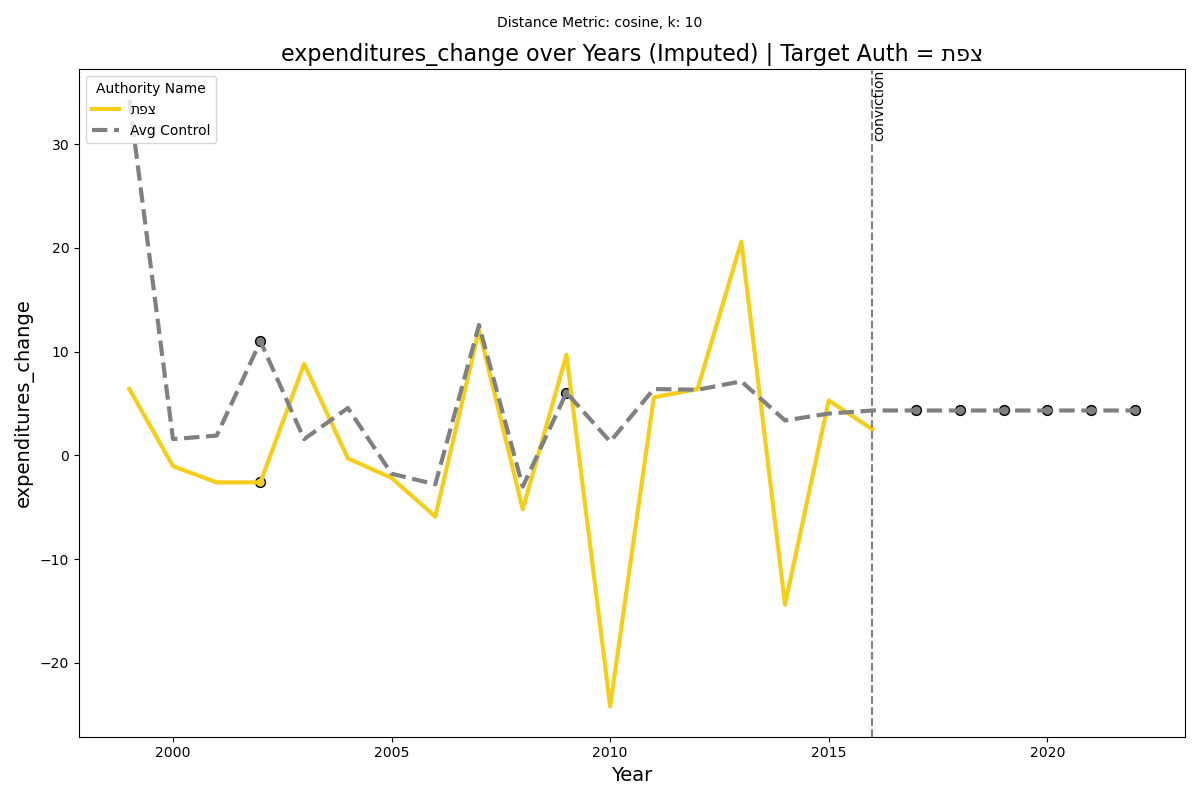 Distance Metric: cosine, k: 10
expenditures_change over Years (Imputed) | Target Auth = צפת
Authority Name
צפת
Avg Control
conviction
expenditures_change
30
20
10
0
−10
−20
2000
2005
2010
2015
2020
Year